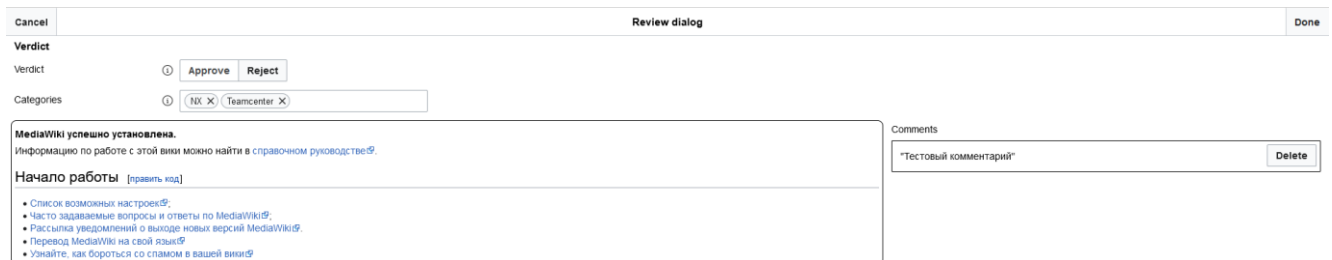 Cancel Review dialog Done
Verdict
Verdict Approve Reject
Categories NX Teamcenter
MediaWiki успешно установлена.
Информацию по работе с этой вики можно найти в справочном руководстве.
Начало работы [править код]
• Список возможных настроек;
• Часто задаваемые вопросы и ответы по MediaWiki;
• Рассылка уведомлений о выходе новых версий MediaWiki.
• Перевод MediaWiki на свой язык
• Узнайте, как бороться со спамом в вашей вики
Comments
"Тестовый комментарий" Delete